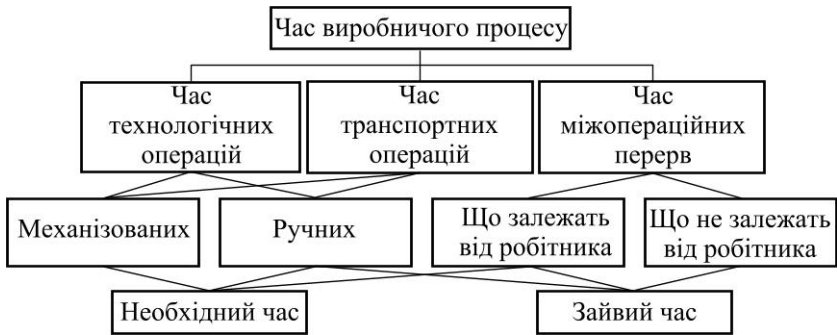 Час виробничого процесу
Час
технологічних
операцій
Час
транспортних
операцій
Час
міжопераційних
перерв
Механізованих
Ручних
Що залежать
від робітника
Що не залежать
від робітника
Необхідний час
Зайвий час